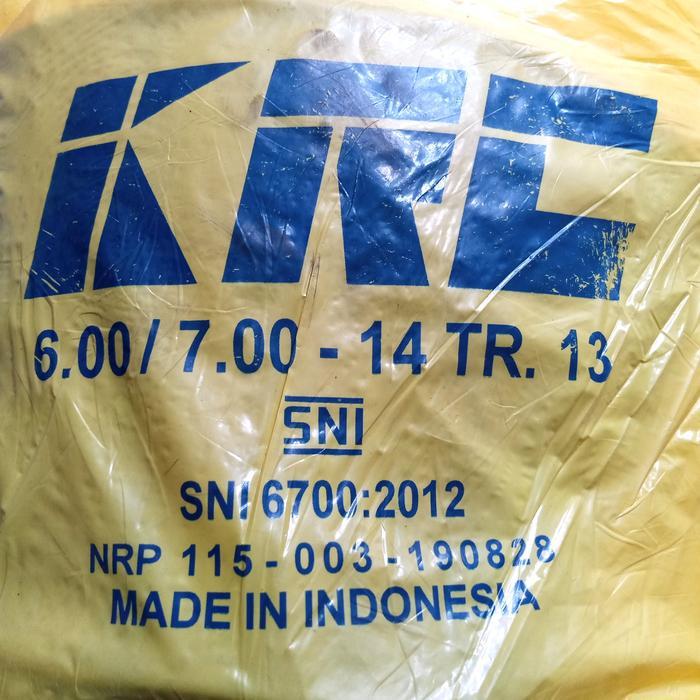 KRC
6.00/7.00 - 14 TR. 13
SNI
SNI 6700:2012
NRP 115-003-190828
MADE IN INDONESIA